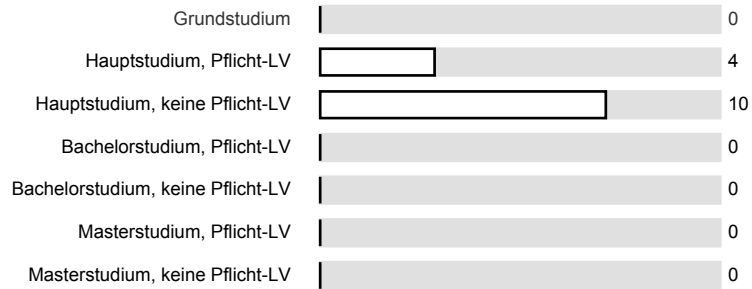 Grundstudium 0
Hauptstudium, Pflicht-LV 4
Hauptstudium, keine Pflicht-LV 10
Bachelorstudium, Pflicht-LV 0
Bachelorstudium, keine Pflicht-LV 0
Masterstudium, Pflicht-LV 0
Masterstudium, keine Pflicht-LV 0